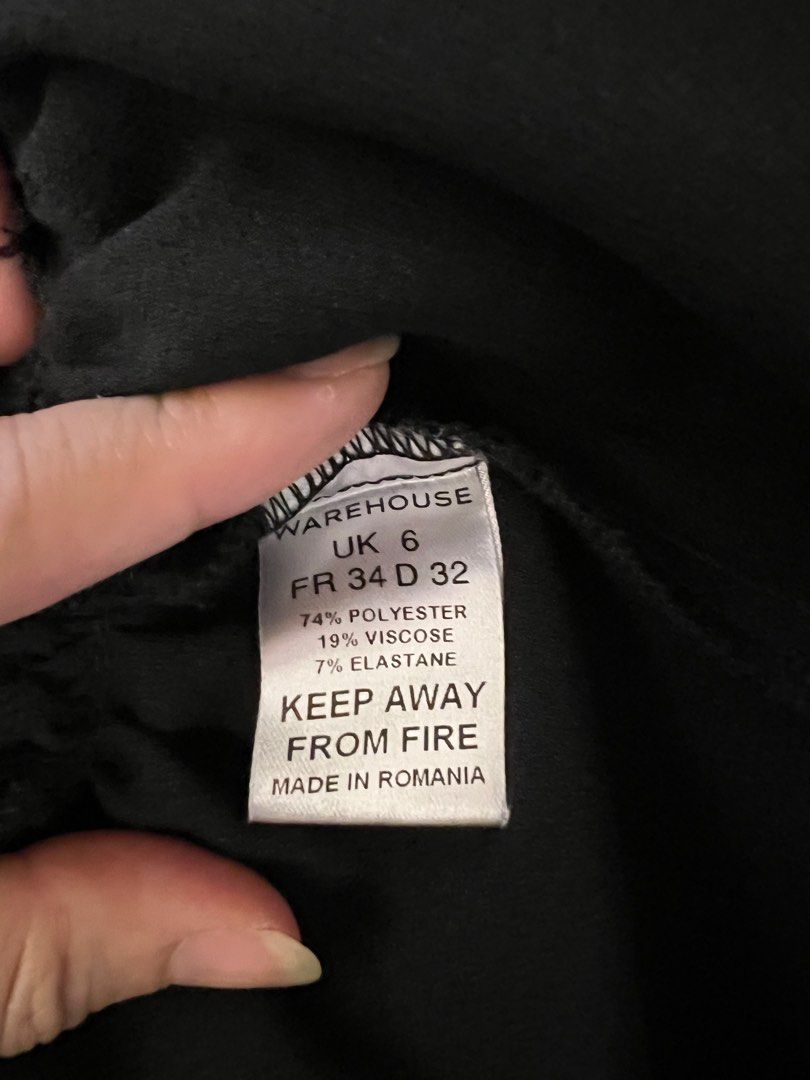 WAREHOUSE
UK 6
FR 34 D 32
74% POLYESTER
19% VISCOSE
7% ELASTANE
KEEP AWAY
FROM FIRE
MADE IN ROMANIA